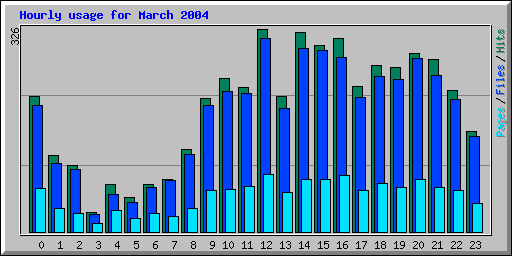 Hourly usage for March 2004
326
Pages/Files/Hits
0 1 2 3 4 5 6 7 8 9 10 11 12 13 14 15 16 17 18 19 20 21 22 23